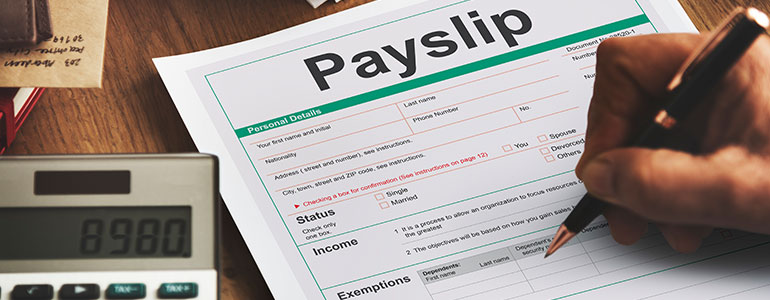 203
Aberdeen
Payslip
Document No
Personal Details
Your first name and initial
Last name
Nationality
Phone Number
No.
Address ( street and number), see instructions.
City, town, street and ZIP code, see instructions.
You
Spouse
Devorced
Others
▶ Checking a box for confirmation (See instructions on page 12)
Status
Check only
one box.
Single
Married
Income
1 It is a process to allow an organization to focus resources
the greatest
2 The objectives will be based on how you gain sales
Exemptions
Dependents:
First name
Last name
Dependent's
security
8980
TAX-
TAX+